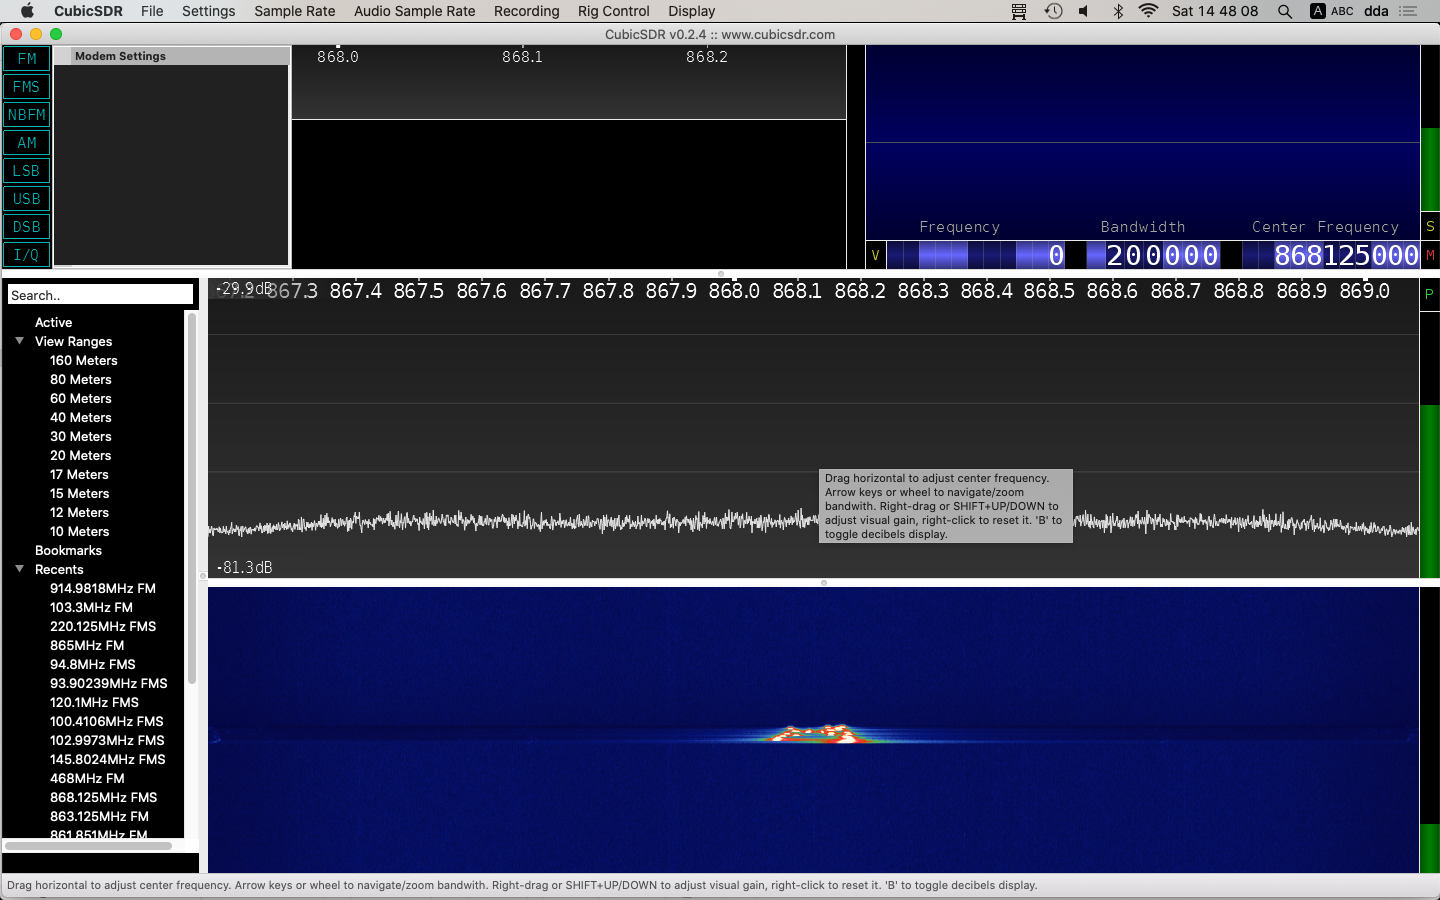 CubicSDR File Settings Sample Rate Audio Sample Rate Recording Rig Control Display A ABC Sat 14 48 08 dda
CubicSDR v0.2.4 :: www.cubicsdr.com
FM
FMS
NBFM
AM
LSB
USB
DSB
I/Q
Modem Settings
868.0 868.1 868.2
Frequency Bandwidth Center Frequency S
V 0 200000 868125000 M
Search..
Active
View Ranges
160 Meters
80 Meters
60 Meters
40 Meters
30 Meters
20 Meters
17 Meters
15 Meters
12 Meters
10 Meters
Bookmarks
Recents
914.9818MHz FM
103.3MHz FM
220.125MHz FMS
865MHz FM
94.8MHz FMS
93.90239MHz FMS
120.1MHz FMS
100.4106MHz FMS
102.9973MHz FMS
145.8024MHz FMS
468MHz FM
868.125MHz FMS
863.125MHz FM
861.851MHz FM
-29.9dB
867.2 867.3 867.4 867.5 867.6 867.7 867.8 867.9 868.0 868.1 868.2 868.3 868.4 868.5 868.6 868.7 868.8 868.9 869.0 P
Drag horizontal to adjust center frequency.
Arrow keys or wheel to navigate/zoom
bandwith. Right-drag or SHIFT+UP/DOWN to
adjust visual gain, right-click to reset it. 'B' to
toggle decibels display.
-81.3dB
Drag horizontal to adjust center frequency. Arrow keys or wheel to navigate/zoom bandwith. Right-drag or SHIFT+UP/DOWN to adjust visual gain, right-click to reset it. 'B' to toggle decibels display.